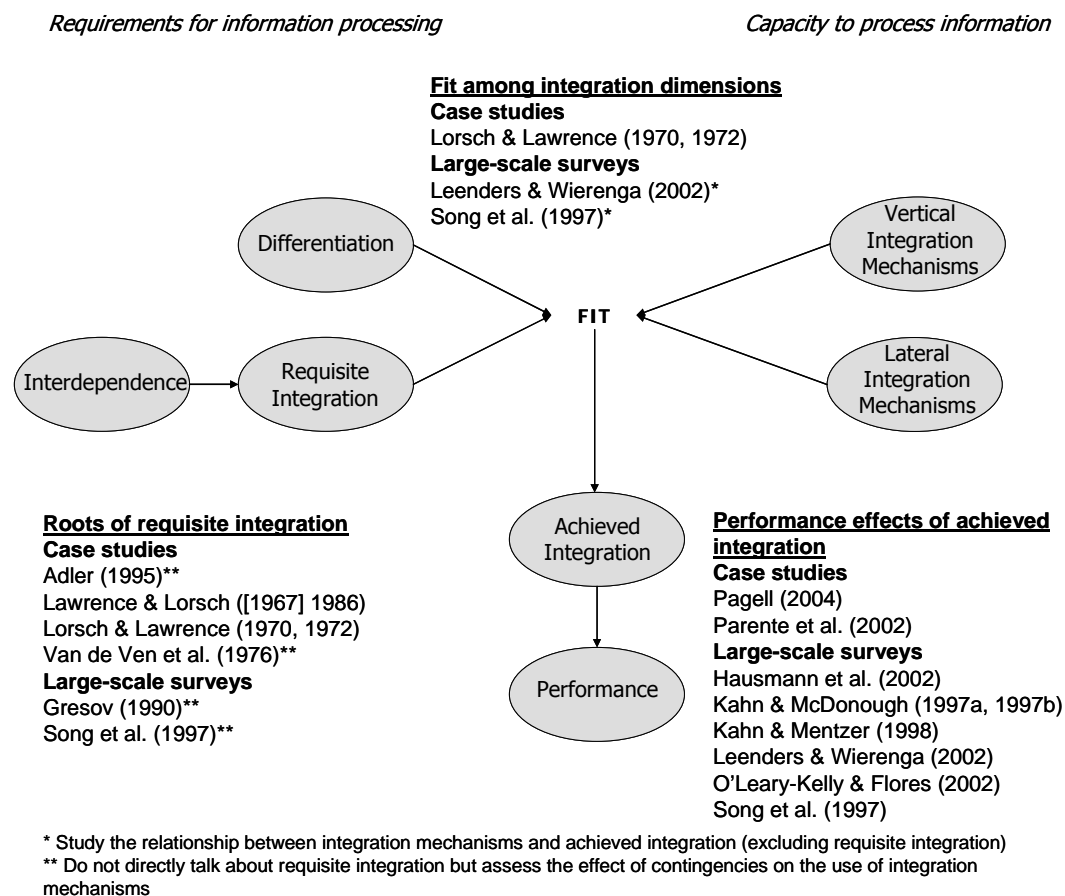 Requirements for information processing
Capacity to process information
Fit among integration dimensions
Case studies
Lorsch & Lawrence (1970, 1972)
Large-scale surveys
Leenders & Wierenga (2002)*
Song et al. (1997)*
Differentiation
Vertical
Integration
Mechanisms
FIT
Interdependence
Requisite
Integration
Lateral
Integration
Mechanisms
Roots of requisite integration
Case studies
Adler (1995)**
Lawrence & Lorsch ([1967] 1986)
Lorsch & Lawrence (1970, 1972)
Van de Ven et al. (1976)**
Large-scale surveys
Gresov (1990)**
Song et al. (1997)**
Achieved
Integration
Performance
Performance effects of achieved
integration
Case studies
Pagell (2004)
Parente et al. (2002)
Large-scale surveys
Hausmann et al. (2002)
Kahn & McDonough (1997a, 1997b)
Kahn & Mentzer (1998)
Leenders & Wierenga (2002)
O'Leary-Kelly & Flores (2002)
Song et al. (1997)
* Study the relationship between integration mechanisms and achieved integration (excluding requisite integration)
** Do not directly talk about requisite integration but assess the effect of contingencies on the use of integration
mechanisms